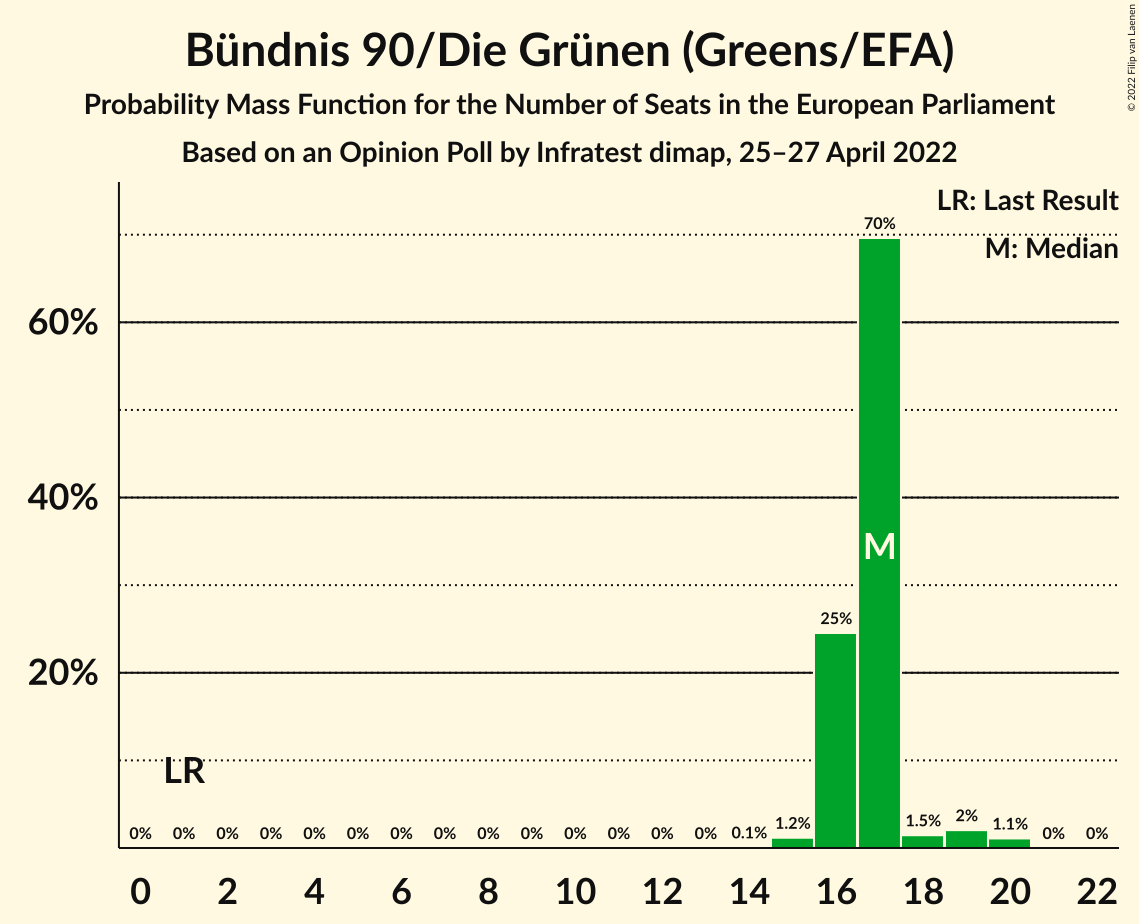 Bündnis 90/Die Grünen (Greens/EFA)
Probability Mass Function for the Number of Seats in the European Parliament
Based on an Opinion Poll by Infratest dimap, 25–27 April 2022
© 2022 Filip van Laenen
LR: Last Result
M: Median
70%
60%
40%
M
25%
20%
LR
0% 0% 0% 0% 0% 0% 0% 0% 0% 0% 0% 0% 0% 0% 0.1% 1.2% 1.5% 2% 1.1% 0% 0%
0 2 4 6 8 10 12 14 16 18 20 22